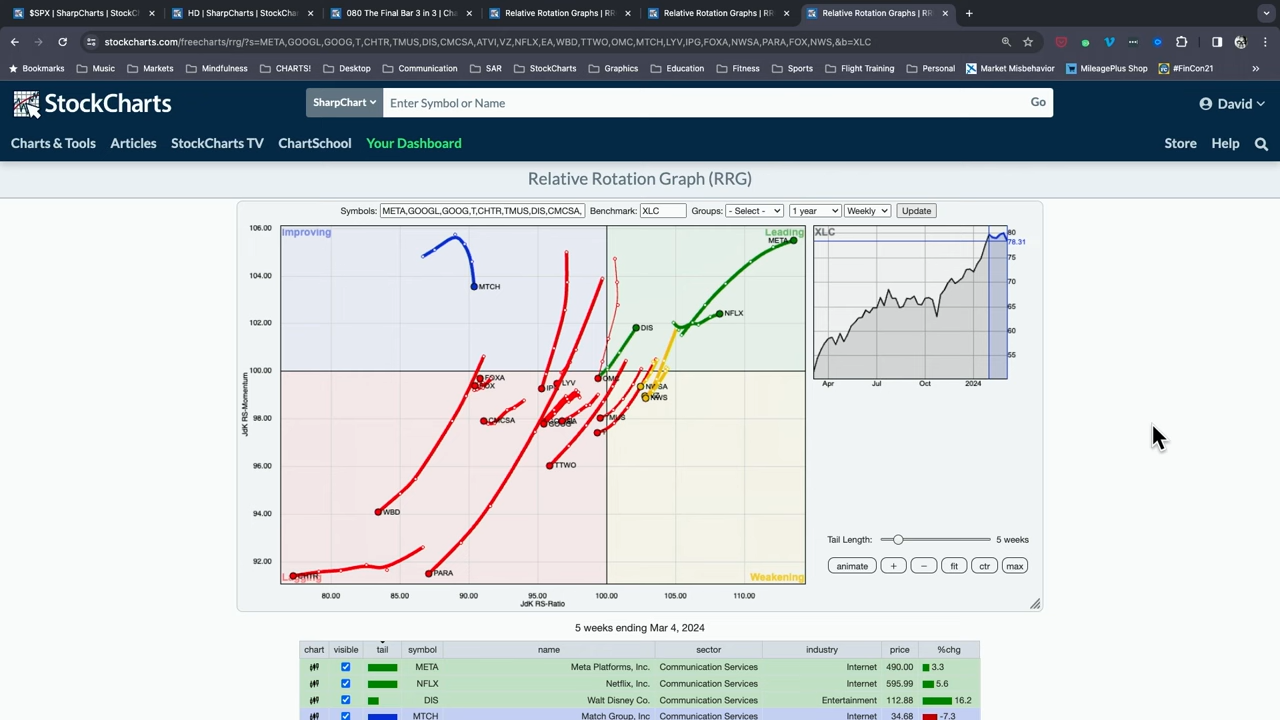 $SPX | SharpCharts | StockCha
HD | SharpCharts | StockChar
080 The Final Bar 3 in 3 | Cha
Relative Rotation Graphs | RR
Relative Rotation Graphs | RR
Relative Rotation Graphs | RR
stockcharts.com/freecharts/rrg/?s=META,GOOGL,GOOG,T,CHTR,TMUS,DIS,CMCSA,ATVI,VZ,NFLX,EA,WBD,TTWO,OMC,MTCH,LYV,IPG,FOXA,NWSA,PARA,FOX,NWS,&b=XLC
Bookmarks Music Markets Mindfulness CHARTS! Desktop Communication SAR StockCharts Graphics Education Fitness Sports Flight Training Personal Market Misbehavior MileagePlus Shop #FinCon21 »
StockCharts
SharpChart
Enter Symbol or Name
Go
David
Charts & Tools Articles StockCharts TV ChartSchool Your Dashboard Store Help
Relative Rotation Graph (RRG)
Symbols: META,GOOGL,GOOG,T,CHTR,TMUS,DIS,CMCSA, Benchmark: XLC Groups: - Select - 1 year Weekly Update
106.00
Improving
Leading
META
104.00
MTCH
102.00
NFLX
DIS
100.00
FOXA
FOX
LYV
OMC
NWSA
NWS
98.00
CMCSA
GOOG
TMUS
T
96.00
TTWO
94.00
WBD
92.00
PARA
Weakening
80.00 85.00 90.00 95.00 100.00 105.00 110.00
JdK RS-Ratio
JdK RS-Momentum
XLC
80
78.31
75
70
65
60
55
Apr Jul Oct 2024
Tail Length: 5 weeks
animate + − fit ctr max
5 weeks ending Mar 4, 2024
chart visible tail symbol name sector industry price %chg
META Meta Platforms, Inc. Communication Services Internet 490.00 3.3
NFLX Netflix, Inc. Communication Services Internet 595.99 5.6
DIS Walt Disney Co. Communication Services Entertainment 112.88 16.2
MTCH Match Group, Inc Communication Services Internet 34.68 -7.3